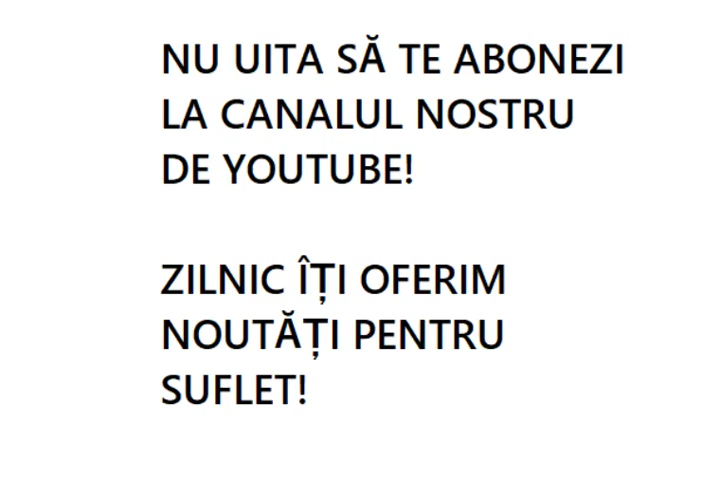 NU UITA SĂ TE ABONEZI
LA CANALUL NOSTRU
DE YOUTUBE!
ZILNIC ÎȚI OFERIM
NOUTĂȚI PENTRU
SUFLET!